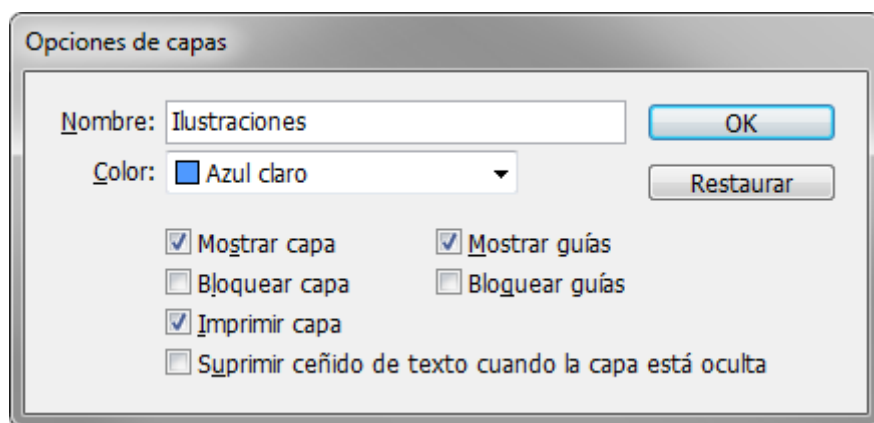 Opciones de capas
Nombre: Ilustraciones OK
Color: Azul claro Restaurar
Mostrar capa Mostrar guías
Bloquear capa Bloguear guías
Imprimir capa
Suprimir ceñido de texto cuando la capa está oculta